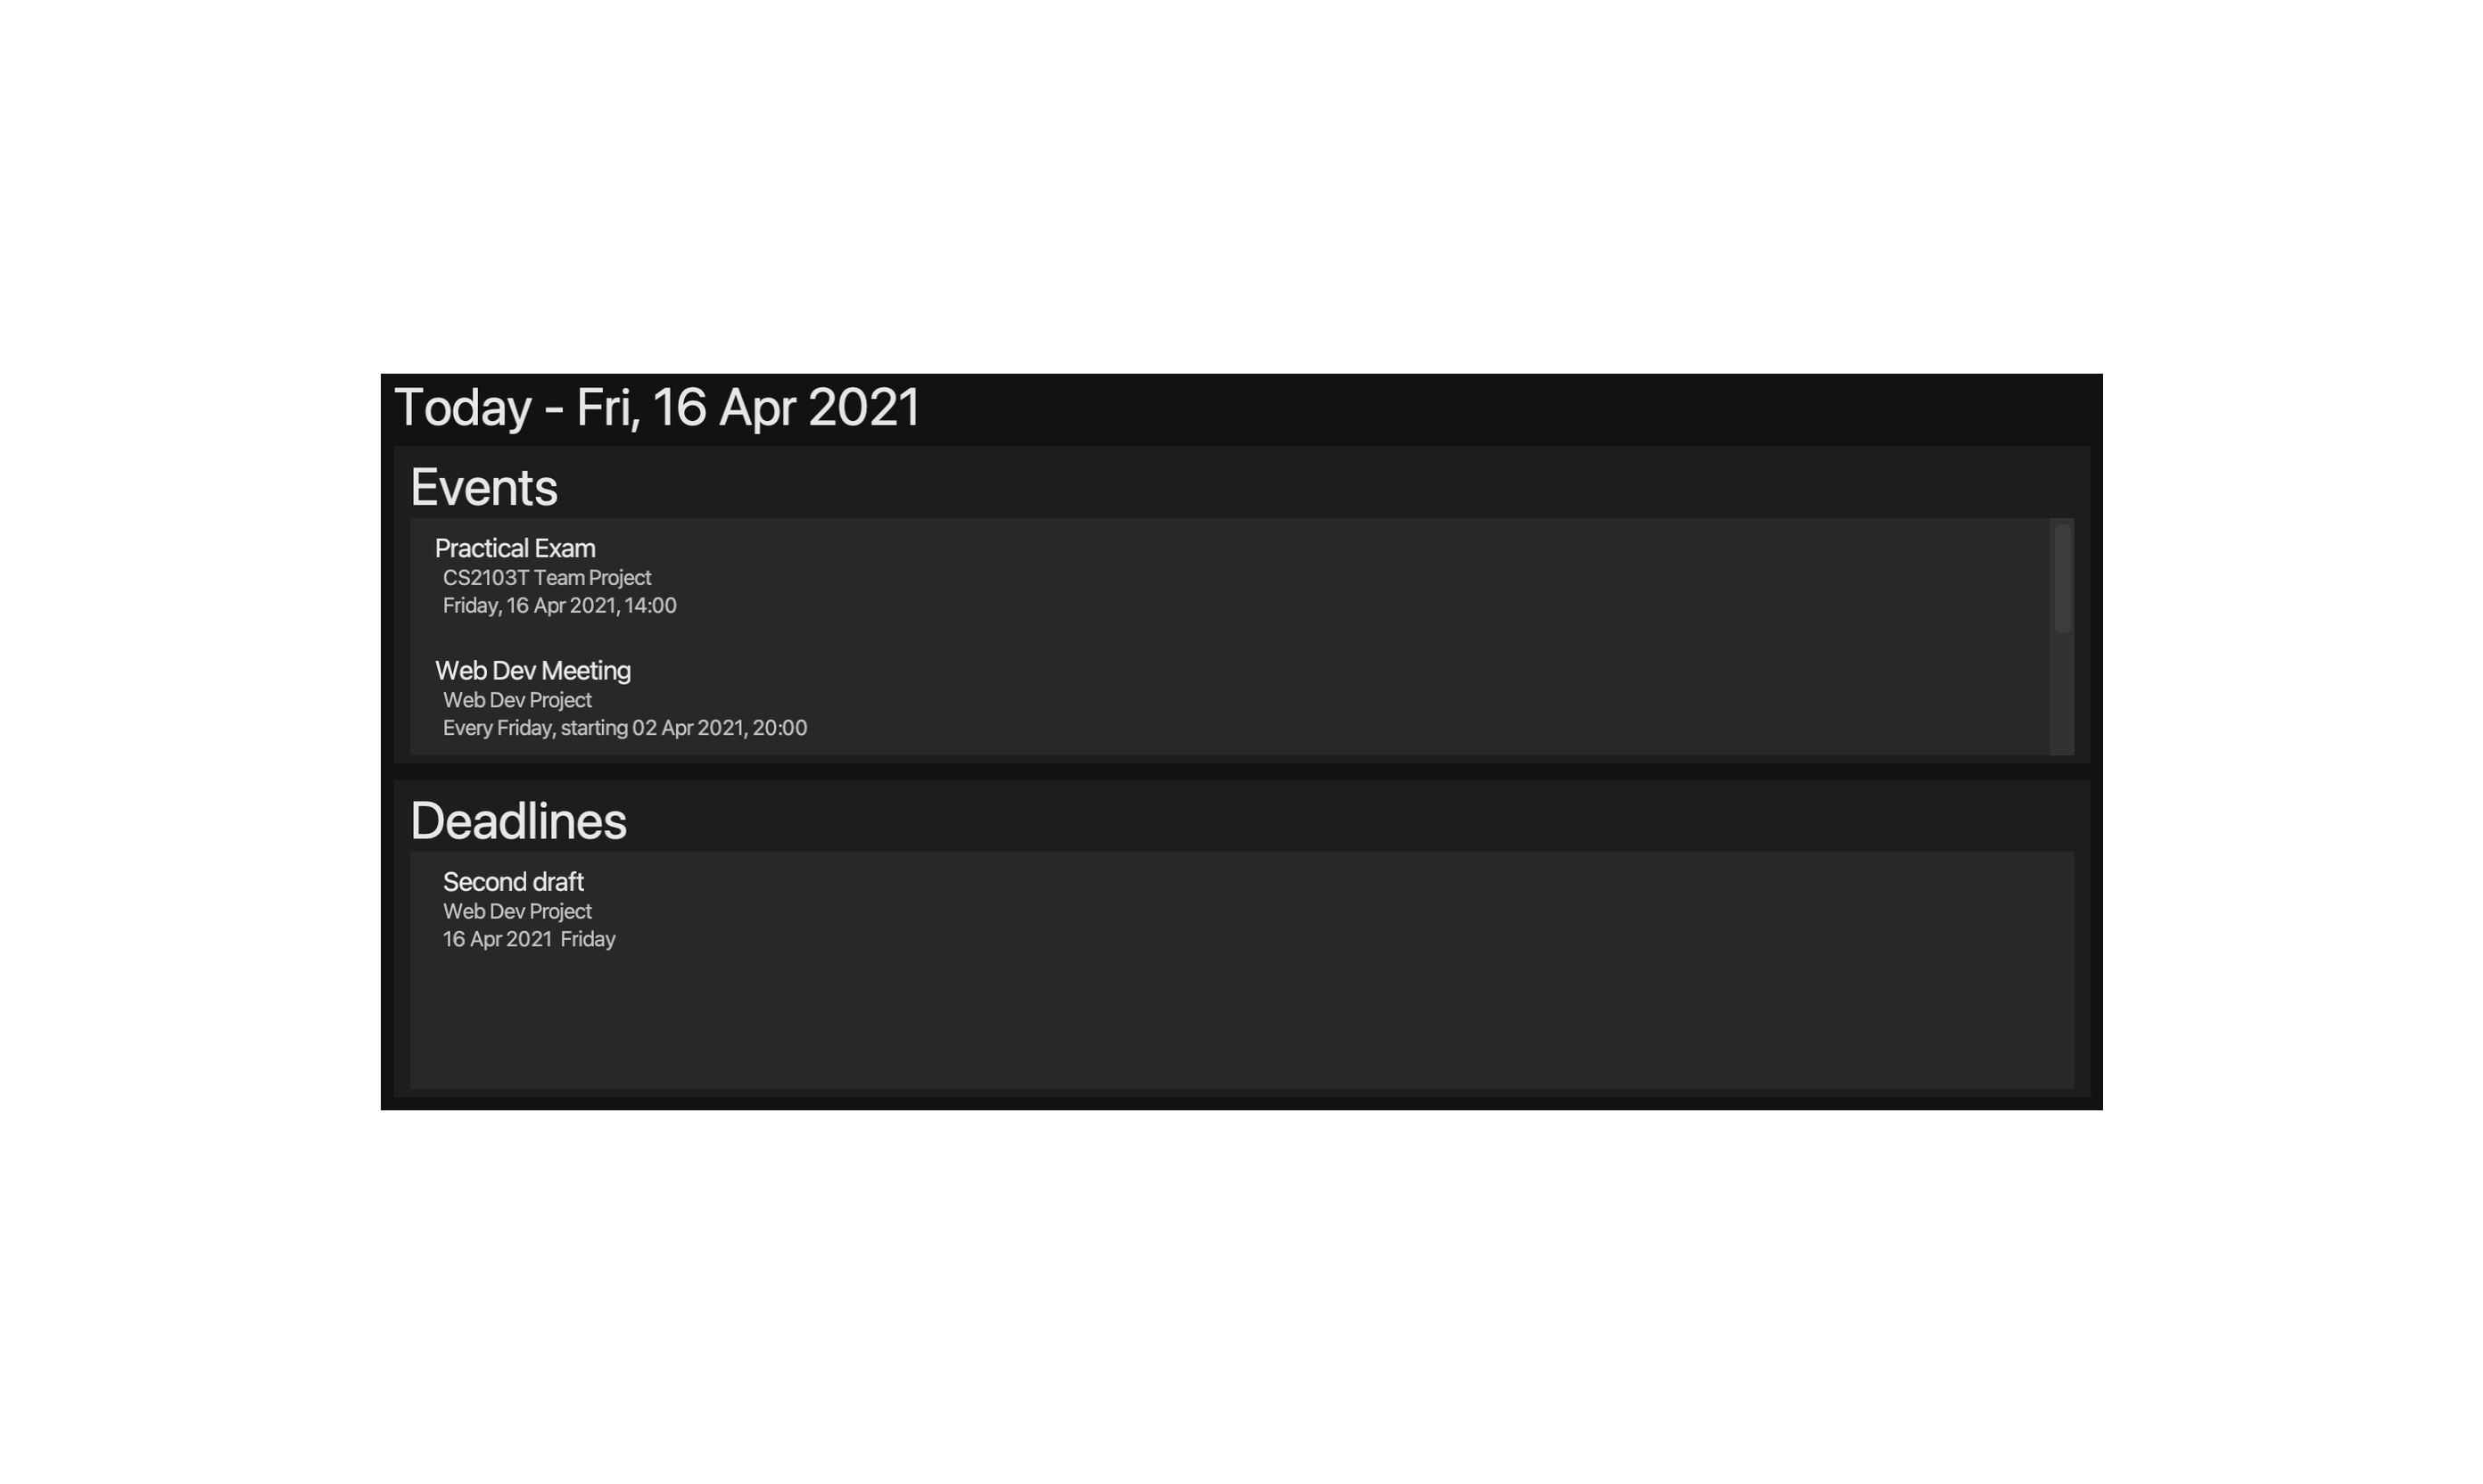 Today - Fri, 16 Apr 2021
Events
Practical Exam
CS2103T Team Project
Friday, 16 Apr 2021, 14:00
Web Dev Meeting
Web Dev Project
Every Friday, starting 02 Apr 2021, 20:00
Deadlines
Second draft
Web Dev Project
16 Apr 2021 Friday